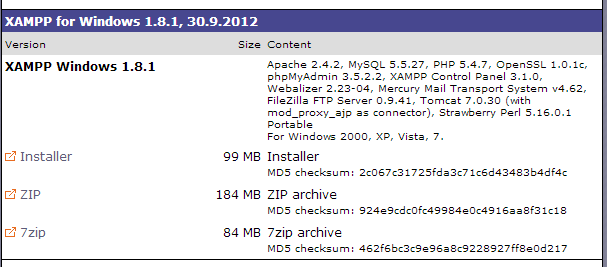 XAMPP for Windows 1.8.1, 30.9.2012
Version Size Content
XAMPP Windows 1.8.1 Apache 2.4.2, MySQL 5.5.27, PHP 5.4.7, OpenSSL 1.0.1c,
phpMyAdmin 3.5.2.2, XAMPP Control Panel 3.1.0,
Webalizer 2.23-04, Mercury Mail Transport System v4.62,
FileZilla FTP Server 0.9.41, Tomcat 7.0.30 (with
mod_proxy_ajp as connector), Strawberry Perl 5.16.0.1
Portable
For Windows 2000, XP, Vista, 7.
Installer 99 MB Installer
MD5 checksum: 2c067c31725fda3c71c6d43483b4df4c
ZIP 184 MB ZIP archive
MD5 checksum: 924e9cdc0fc49984e0c4916aa8f31c18
7zip 84 MB 7zip archive
MD5 checksum: 462f6bc3c9e96a8c9228927ff8e0d217